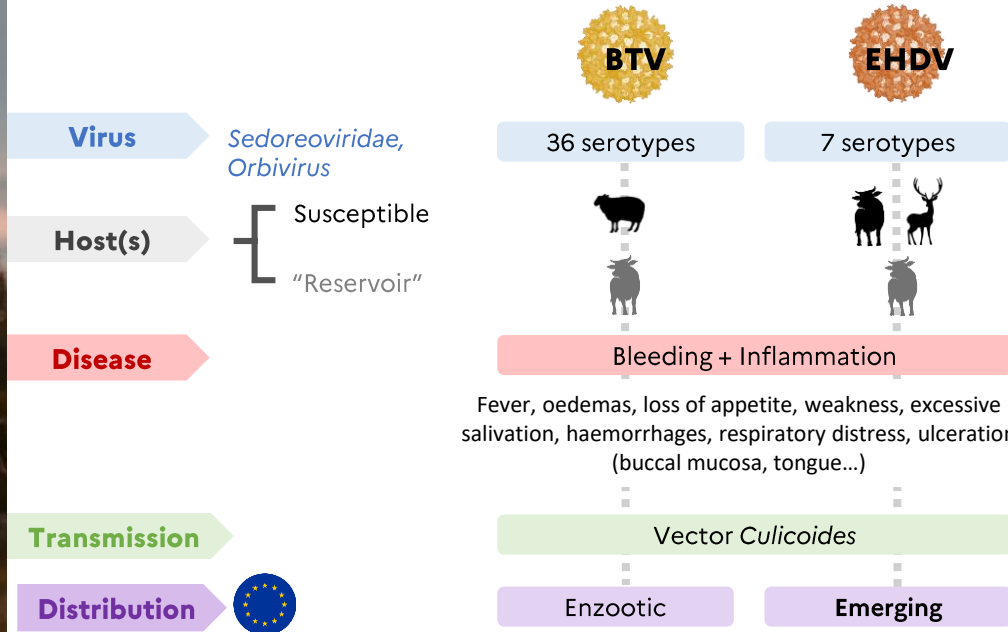 BTV
EHDV
Virus
Sedoreoviridae,
Orbivirus
36 serotypes
7 serotypes
Host(s)
Susceptible
“Reservoir”
Disease
Bleeding + Inflammation
Fever, oedemas, loss of appetite, weakness, excessive
salivation, haemorrhages, respiratory distress, ulceration
(buccal mucosa, tongue…)
Transmission
Vector Culicoides
Distribution
Enzootic
Emerging